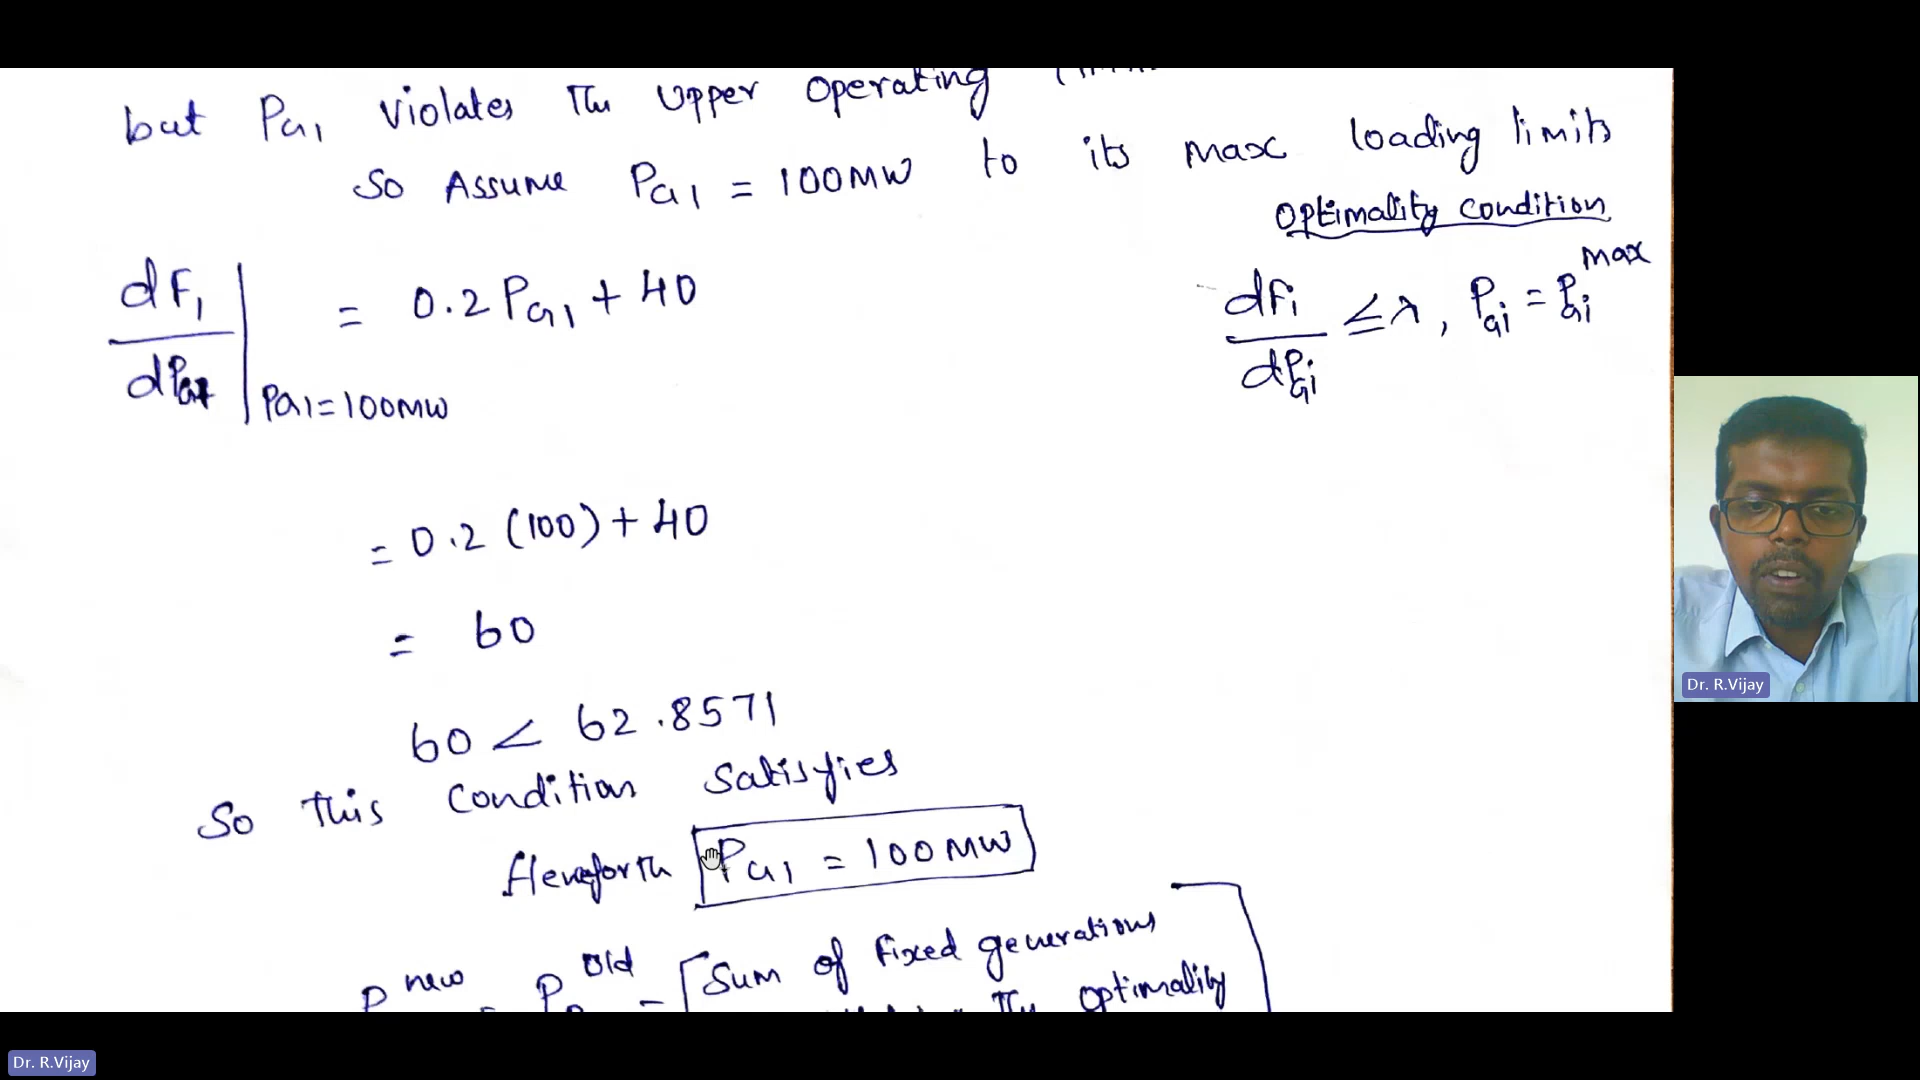 but PG1 violates The Upper operating
So Assume PG1 = 100MW to its max loading limits
optimality condition
dF1/dPG1 | PG1=100MW = 0.2 PG1 + 40
dFi/dPGi ≤ λ, PGi = PGi max
= 0.2 (100) + 40
= 60
60 < 62.8571
So This Condition Satisfies
Henceforth PG1 = 100MW
P new = P old - [Sum of fixed generations
The optimality
Dr. R.Vijay
Dr. R.Vijay